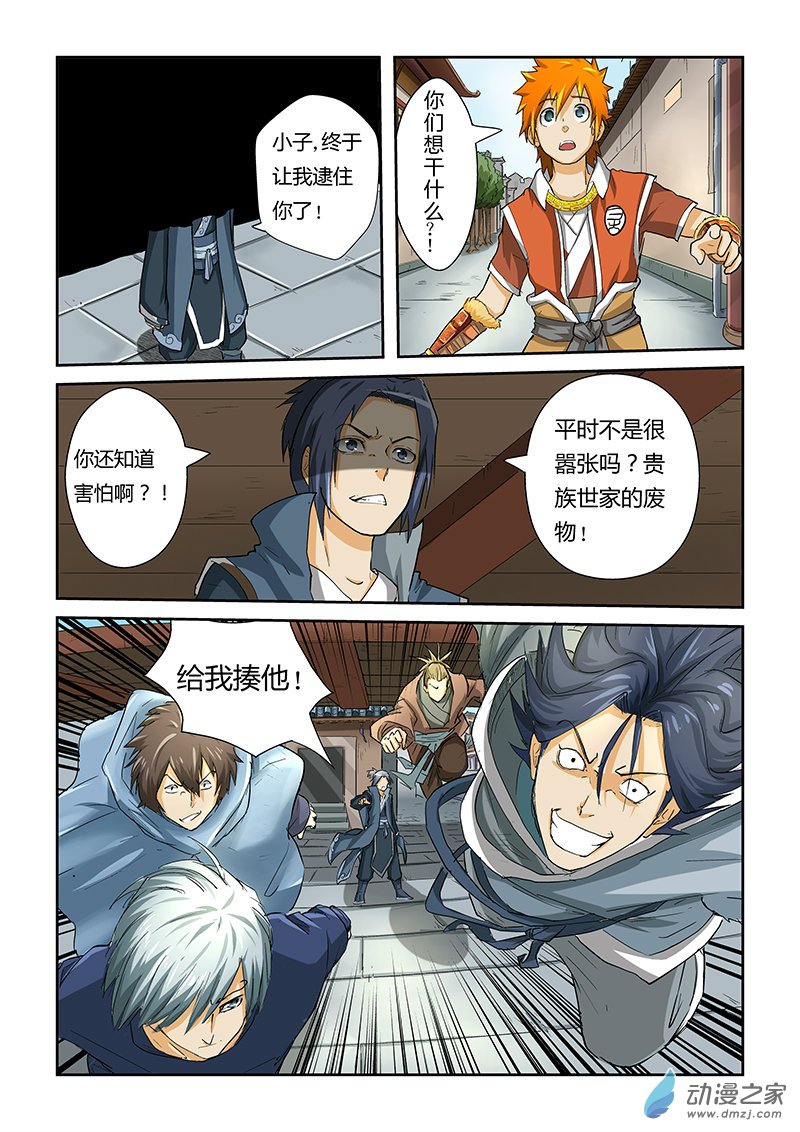 小子,终于
让我逮住
你了!
你们想干什么?!
你还知道
害怕啊?!
平时不是很
嚣张吗?贵
族世家的废
物!
给我揍他!
动漫之家
www.dmzj.com